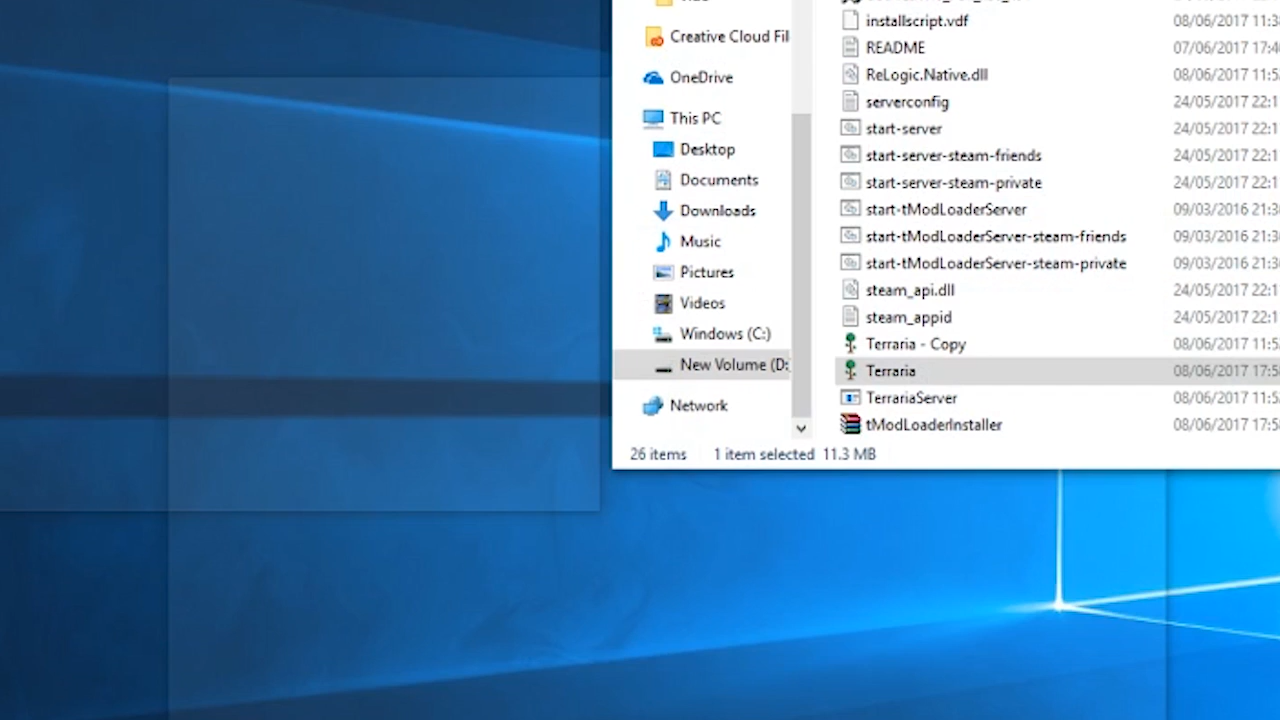 Creative Cloud Fil
OneDrive
This PC
Desktop
Documents
Downloads
Music
Pictures
Videos
Windows (C:)
New Volume (D:
Network
installscript.vdf 08/06/2017 11:3
README 07/06/2017 17:4
ReLogic.Native.dll 08/06/2017 11:5
serverconfig 24/05/2017 22:1
start-server 24/05/2017 22:1
start-server-steam-friends 24/05/2017 22:1
start-server-steam-private 24/05/2017 22:1
start-tModLoaderServer 09/03/2016 21:3
start-tModLoaderServer-steam-friends 09/03/2016 21:3
start-tModLoaderServer-steam-private 09/03/2016 21:3
steam_api.dll 24/05/2017 22:1
steam_appid 24/05/2017 22:1
Terraria - Copy 08/06/2017 11:5
Terraria 08/06/2017 17:5
TerrariaServer 08/06/2017 11:5
tModLoaderInstaller 08/06/2017 17:5
26 items 1 item selected 11.3 MB